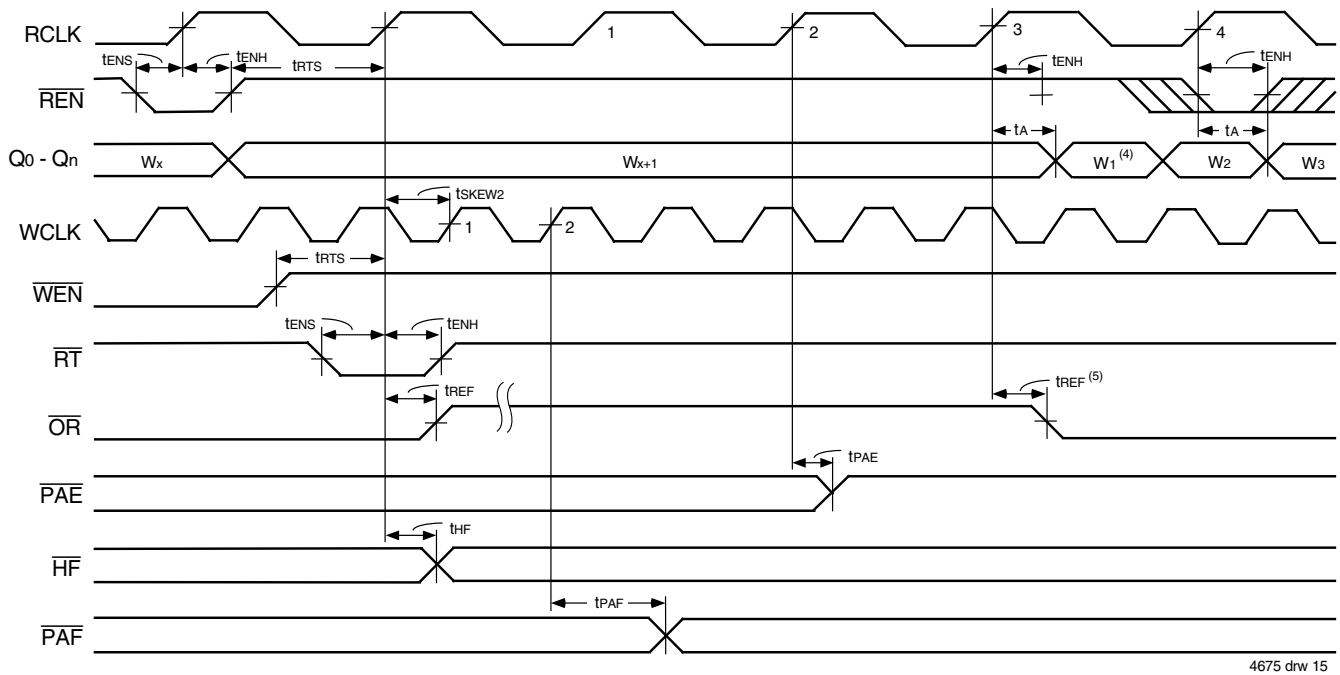 RCLK 1 2 3 4
tENS tENH tRTS tENH tENH
REN
tA tA
Q0 - Qn Wx Wx+1 W1 (4) W2 W3
tSKEW2
WCLK 1 2
tRTS
WEN
tENS tENH
RT
tREF tREF (5)
OR
tPAE
PAE
tHF
HF
tPAF
PAF
4675 drw 15